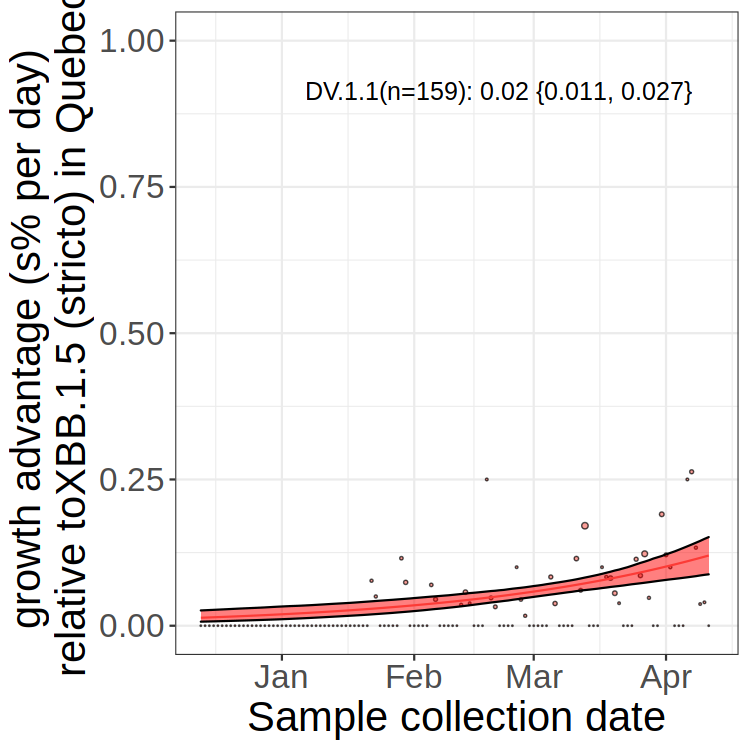 growth advantage (s% per day)
relative toXBB.1.5 (stricto) in Quebec
1.00
0.75
0.50
0.25
0.00
DV.1.1(n=159): 0.02 {0.011, 0.027}
Jan Feb Mar Apr
Sample collection date